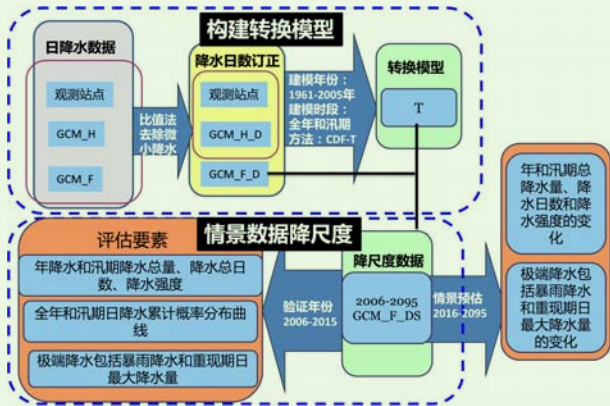 构建转换模型
日降水数据
观测站点
GCM_H
GCM_F
比值法
去除微
小降水
降水日数订正
观测站点
GCM_H_D
GCM_F_D
建模年份：
1961-2005年
建模时段：
全年和汛期
方法：CDF-T
转换模型
T
情景数据降尺度
评估要素
年降水和汛期降水总量、降水总日
数、降水强度
全年和汛期日降水累计概率分布曲
线
极端降水包括暴雨降水和重现期日
最大降水量
验证年份
2006-2015
降尺度数据
2006-2095
GCM_F_DS
情景预估
2016-2095
年和汛期总
降水量、降
水日数和降
水强度的变
化
极端降水包
括暴雨降水
和重现期日
最大降水量
的变化